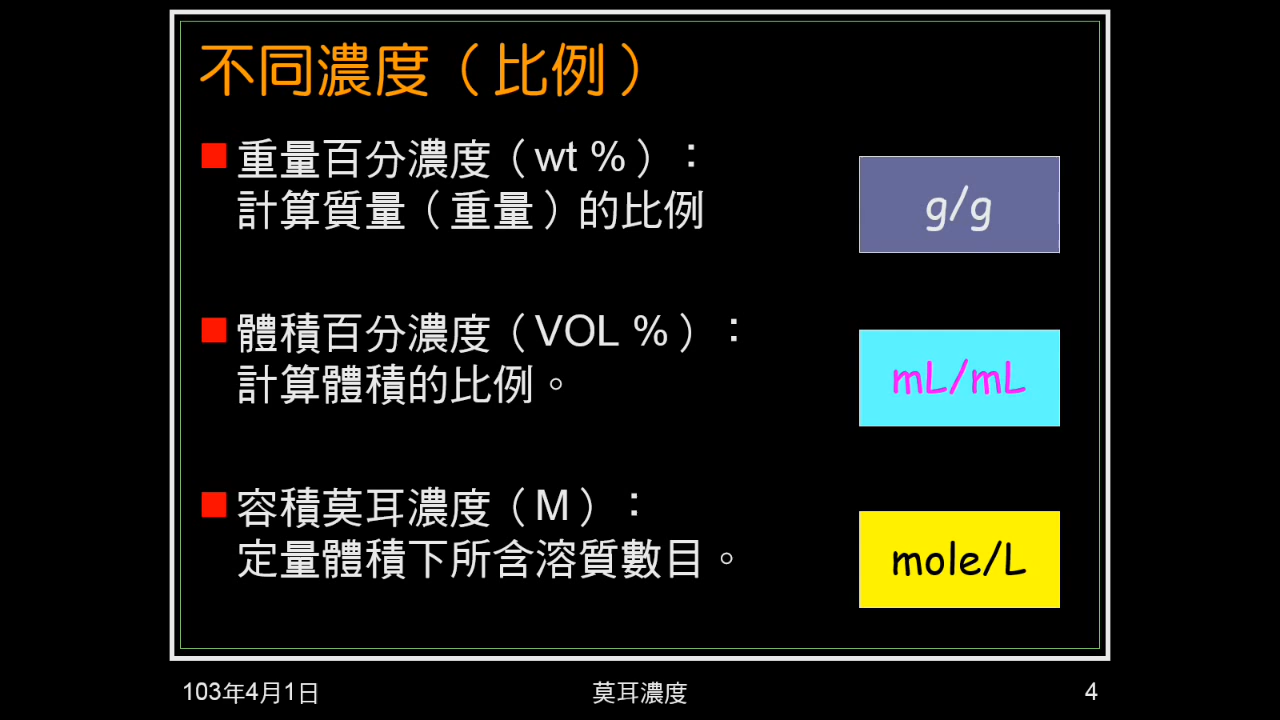 不同濃度（比例）
重量百分濃度（wt %）：
計算質量（重量）的比例
g/g
體積百分濃度（VOL %）：
計算體積的比例。
mL/mL
容積莫耳濃度（M）：
定量體積下所含溶質數目。
mole/L
103年4月1日
莫耳濃度
4